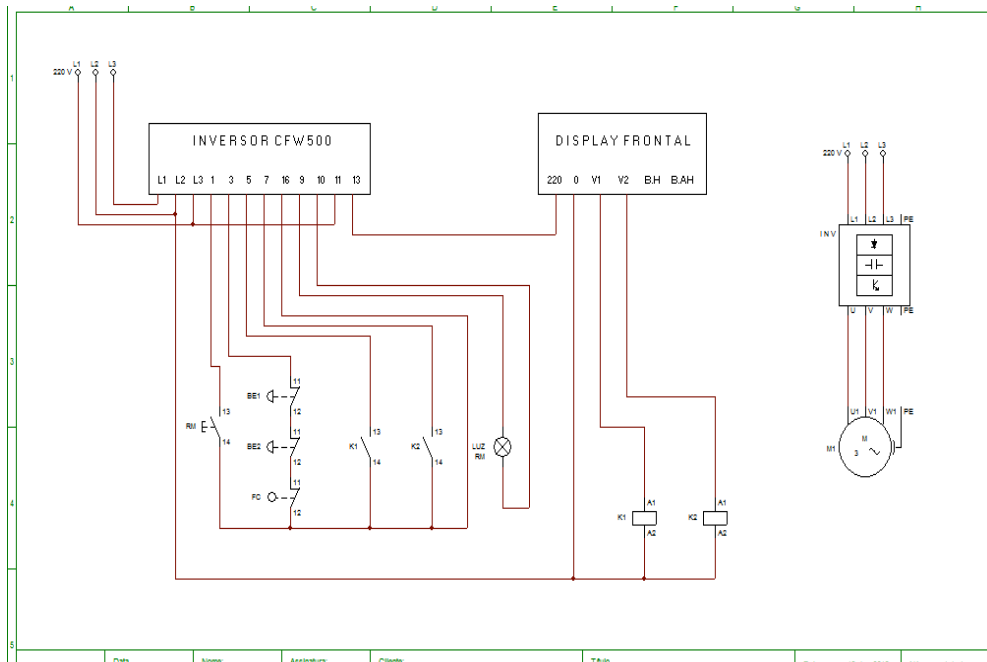 A B C D E F G H
1
2
3
4
5
L1 L2 L3
220 V
INVERSOR CFW500
L1 L2 L3 1 3 5 7 16 9 10 11 13
DISPLAY FRONTAL
220 0 V1 V2 B.H B.AH
L1 L2 L3
220 V
L1 L2 L3 PE
INV
U V W PE
U1 V1 W1 PE
M1
M
3
RM
13
14
BE1
11
12
BE2
11
12
FC
11
12
K1
13
14
K2
13
14
LUZ
RM
K1
A1
A2
K2
A1
A2
Data Nome: Assinatura: Cliente: Título